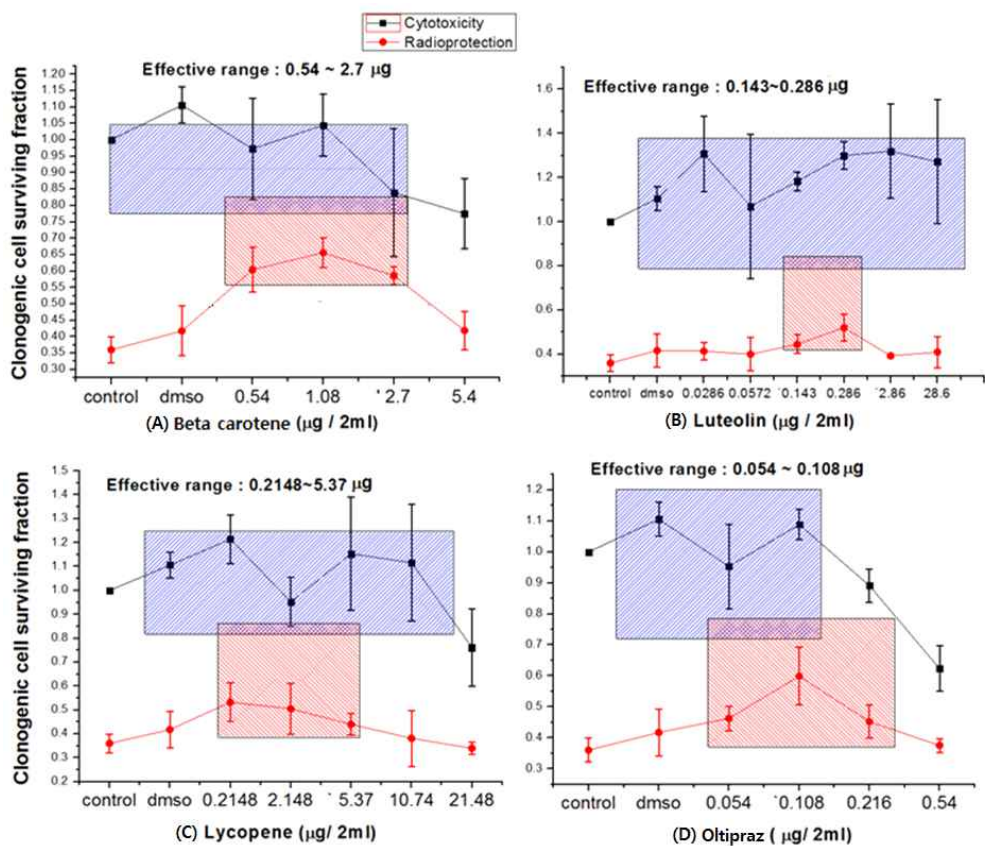 Cytotoxicity
Radioprotection
(A)
Effective range : 0.54 ~ 2.7 μg
Clonogenic cell surviving fraction
1.20
1.15
1.10
1.05
1.00
0.95
0.90
0.85
0.80
0.75
0.70
0.65
0.60
0.55
0.50
0.45
0.40
0.35
0.30
control dmso 0.54 1.08 2.7 5.4
(A) Beta carotene (μg / 2ml)
Effective range : 0.143~0.286 μg
1.6
1.4
1.2
1.0
0.8
0.6
0.4
control dmso 0.0286 0.0572 0.143 0.286 2.86 28.6
(B) Luteolin (μg / 2ml)
Effective range : 0.2148~5.37 μg
Clonogenic cell surviving fraction
1.5
1.4
1.3
1.2
1.1
1.0
0.9
0.8
0.7
0.6
0.5
0.4
0.3
0.2
control dmso 0.2148 2.148 5.37 10.74 21.48
(C) Lycopene (μg/ 2ml)
Effective range : 0.054 ~ 0.108 μg
1.2
1.1
1.0
0.9
0.8
0.7
0.6
0.5
0.4
0.3
control dmso 0.054 0.108 0.216 0.54
(D) Oltipraz ( μg/ 2ml)